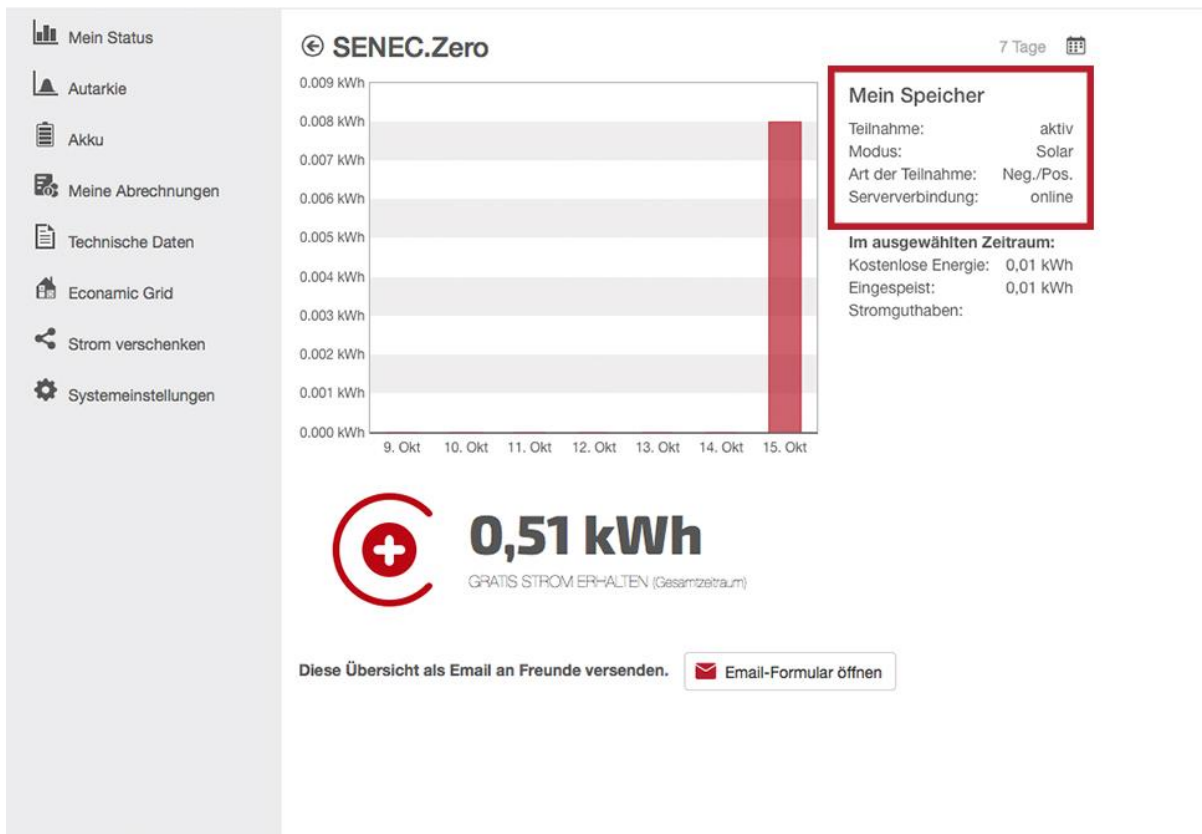 Mein Status
Autarkie
Akku
Meine Abrechnungen
Technische Daten
Econamic Grid
Strom verschenken
Systemeinstellungen
SENEC.Zero
7 Tage
0.009 kWh
0.008 kWh
0.007 kWh
0.006 kWh
0.005 kWh
0.004 kWh
0.003 kWh
0.002 kWh
0.001 kWh
0.000 kWh
9. Okt 10. Okt 11. Okt 12. Okt 13. Okt 14. Okt 15. Okt
Mein Speicher
Teilnahme: aktiv
Modus: Solar
Art der Teilnahme: Neg./Pos.
Serververbindung: online
Im ausgewählten Zeitraum:
Kostenlose Energie: 0,01 kWh
Eingespeist: 0,01 kWh
Stromguthaben:
0,51 kWh
GRATIS STROM ERHALTEN (Gesamtzeitraum)
Diese Übersicht als Email an Freunde versenden. Email-Formular öffnen